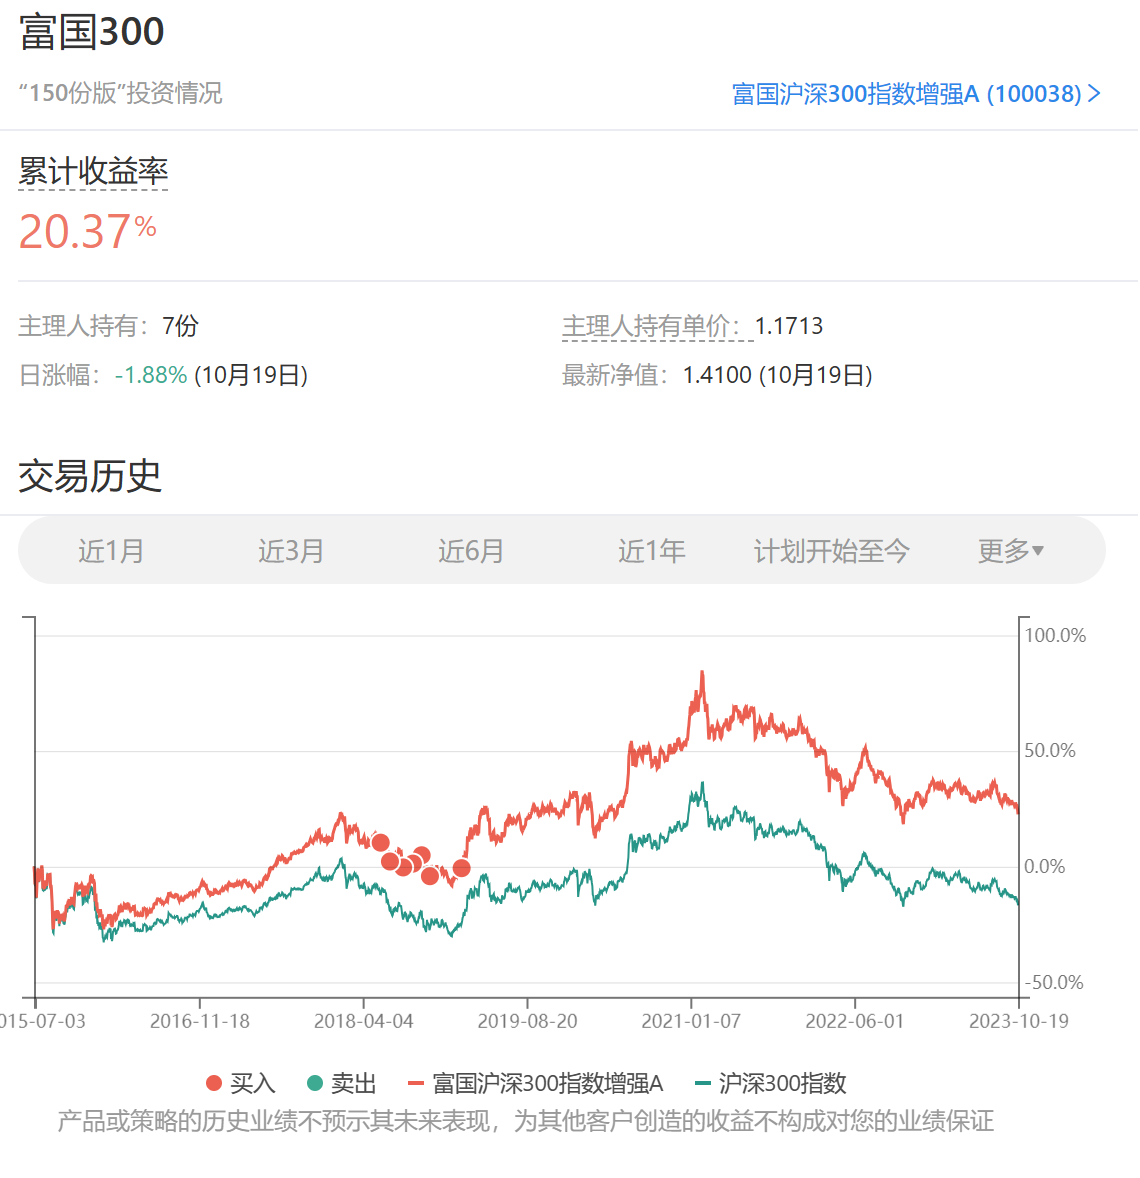 富国300
“150份版”投资情况 富国沪深300指数增强A (100038) >
累计收益率
20.37%
主理人持有：7份 主理人持有单价：1.1713
日涨幅：-1.88% (10月19日) 最新净值：1.4100 (10月19日)
交易历史
近1月 近3月 近6月 近1年 计划开始至今 更多▾
100.0%
50.0%
0.0%
-50.0%
015-07-03 2016-11-18 2018-04-04 2019-08-20 2021-01-07 2022-06-01 2023-10-19
买入 卖出 富国沪深300指数增强A 沪深300指数
产品或策略的历史业绩不预示其未来表现，为其他客户创造的收益不构成对您的业绩保证